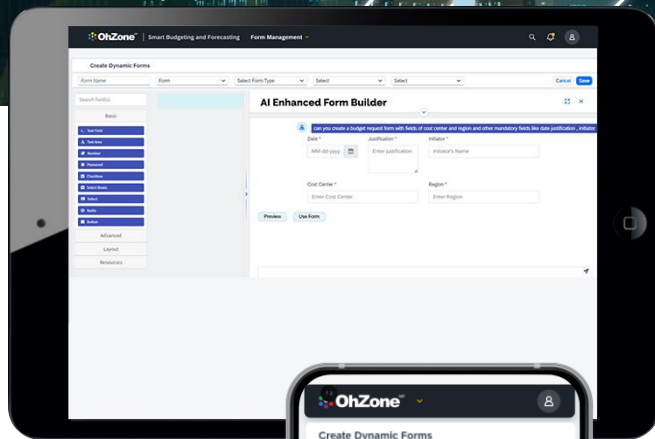 OhZone™ | Smart Budgeting and Forecasting Form Management
Create Dynamic Forms
Form Name Form Select Form Type Select Select Cancel Save
Search field(s)
Basic
Text Field
Text Area
Number
Password
Checkbox
Select Boxes
Select
Radio
Button
Advanced
Layout
Resources
AI Enhanced Form Builder
can you create a budget request form with fields of cost center and region and other mandatory fields like date justification , initiator
Date * Justification * Initiator *
MM-dd-yyyy Enter Justification Initiator's Name
Cost Center * Region *
Enter Cost Center Enter Region
Preview Use Form
OhZone™
Create Dynamic Forms